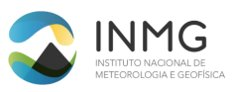 INMG
INSTITUTO NACIONAL DE
METEOROLOGIA E GEOFÍSICA